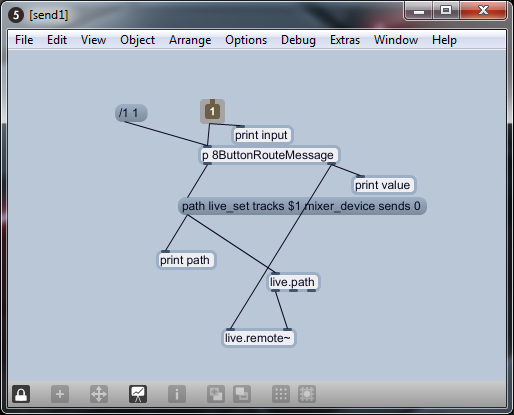 5 [send1]
File Edit View Object Arrange Options Debug Extras Window Help
/1 1
1
print input
p 8ButtonRouteMessage
print value
path live_set tracks $1 mixer_device sends 0
print path
live.path
live.remote~